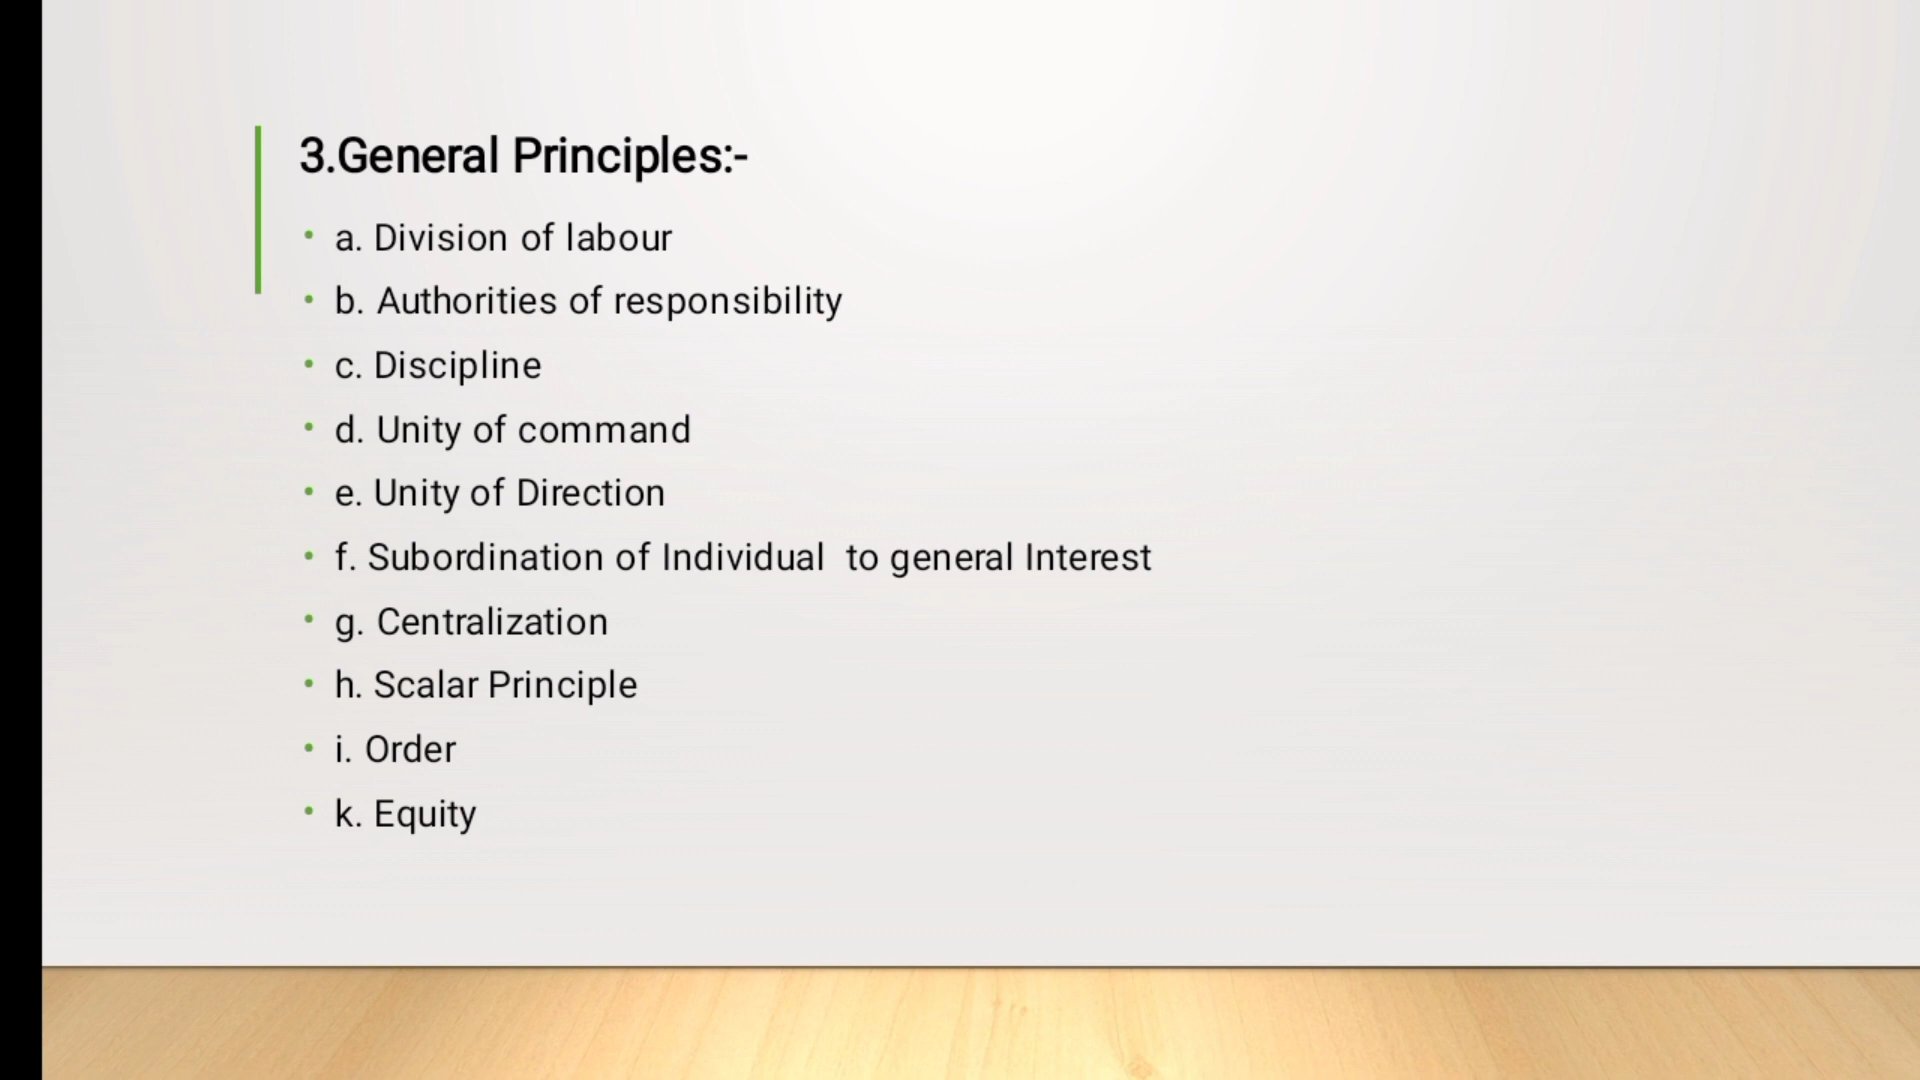 3.General Principles:-
• a. Division of labour
• b. Authorities of responsibility
• c. Discipline
• d. Unity of command
• e. Unity of Direction
• f. Subordination of Individual  to general Interest
• g. Centralization
• h. Scalar Principle
• i. Order
• k. Equity